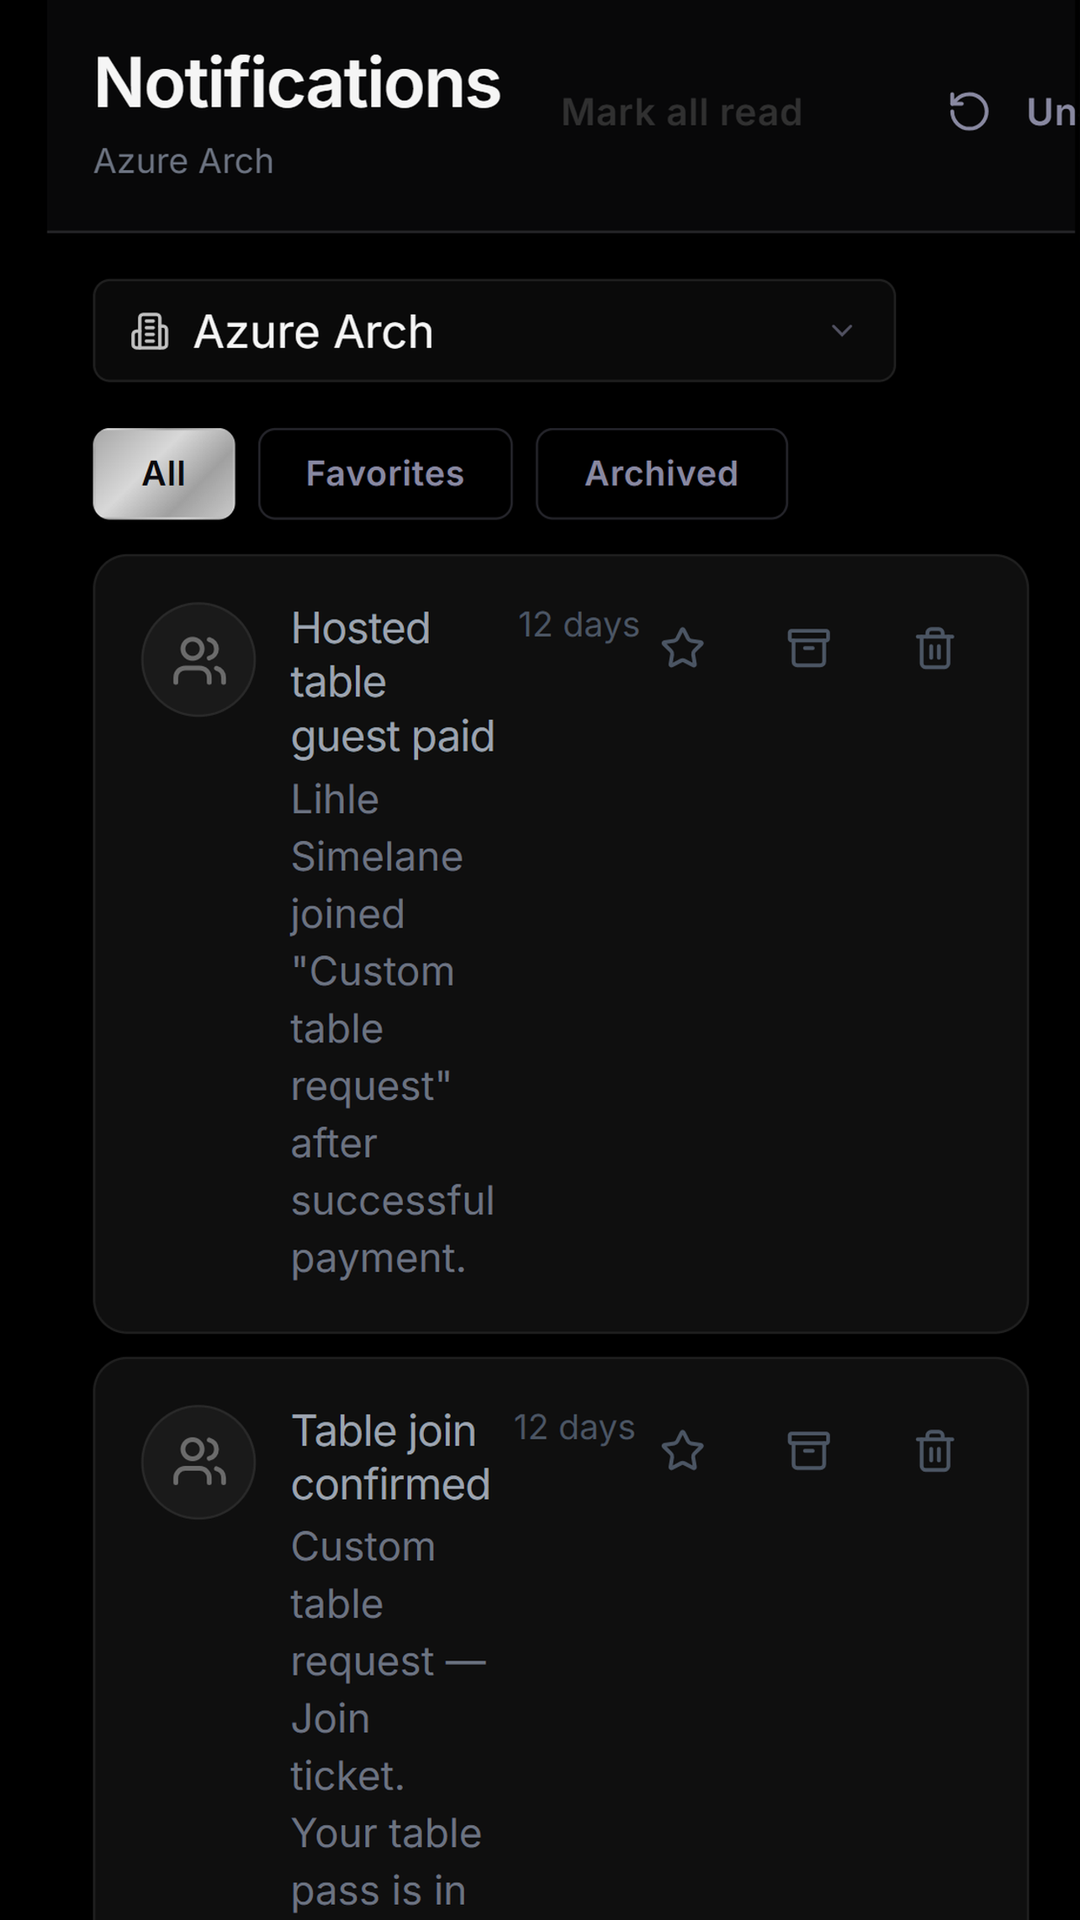 Notifications
Mark all read
Un
Azure Arch
Azure Arch
All
Favorites
Archived
Hosted
table
guest paid
12 days
Lihle
Simelane
joined
"Custom
table
request"
after
successful
payment.
Table join
confirmed
12 days
Custom
table
request —
Join
ticket.
Your table
pass is in